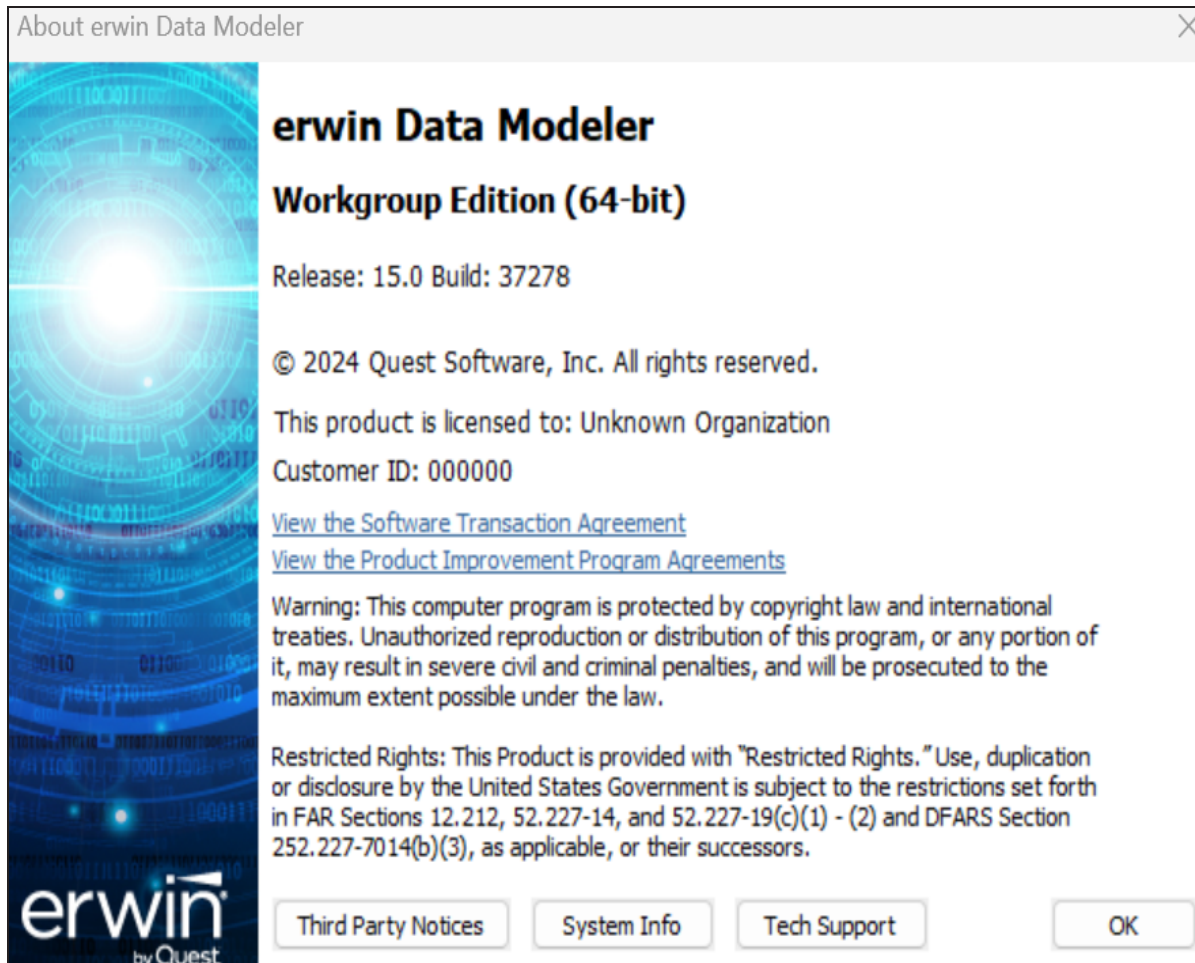 About erwin Data Modeler
erwin Data Modeler
Workgroup Edition (64-bit)
Release: 15.0 Build: 37278
© 2024 Quest Software, Inc. All rights reserved.
This product is licensed to: Unknown Organization
Customer ID: 000000
View the Software Transaction Agreement
View the Product Improvement Program Agreements
Warning: This computer program is protected by copyright law and international
treaties. Unauthorized reproduction or distribution of this program, or any portion of
it, may result in severe civil and criminal penalties, and will be prosecuted to the
maximum extent possible under the law.
Restricted Rights: This Product is provided with "Restricted Rights." Use, duplication
or disclosure by the United States Government is subject to the restrictions set forth
in FAR Sections 12.212, 52.227-14, and 52.227-19(c)(1) - (2) and DFARS Section
252.227-7014(b)(3), as applicable, or their successors.
erwin
by Quest
Third Party Notices
System Info
Tech Support
OK